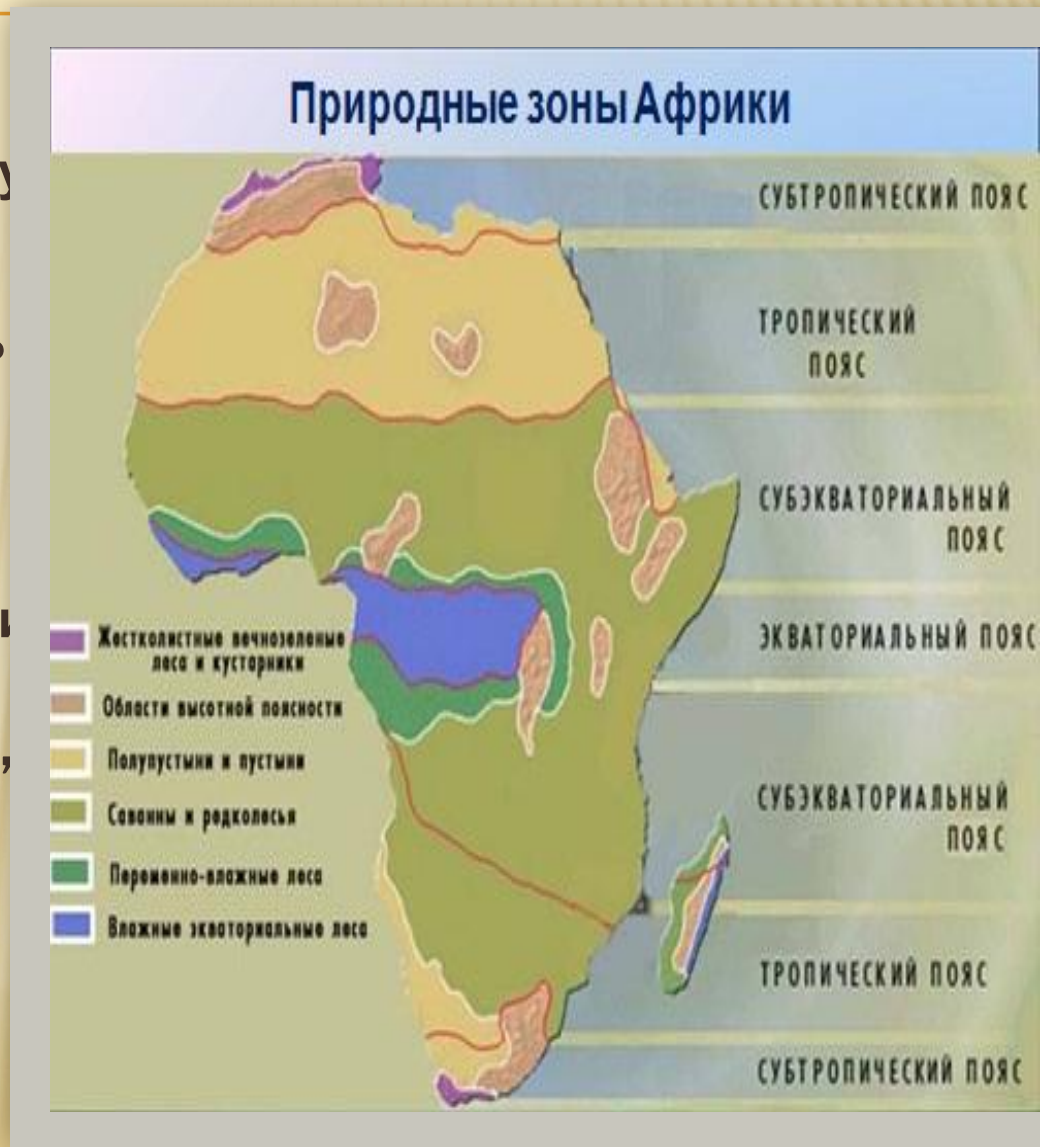 Природные зоны Африки
СУБТРОПИЧЕСКИЙ ПОЯС
ТРОПИЧЕСКИЙ
ПОЯС
СУБЭКВАТОРИАЛЬНЫЙ
ПОЯС
ЭКВАТОРИАЛЬНЫЙ ПОЯС
СУБЭКВАТОРИАЛЬНЫЙ
ПОЯС
ТРОПИЧЕСКИЙ ПОЯС
СУБТРОПИЧЕСКИЙ ПОЯС
Жестколистные вечнозеленые
леса и кустарники
Области высотной поясности
Полупустыни и пустыни
Саванны и редколесья
Переменно-влажные леса
Влажные экваториальные леса